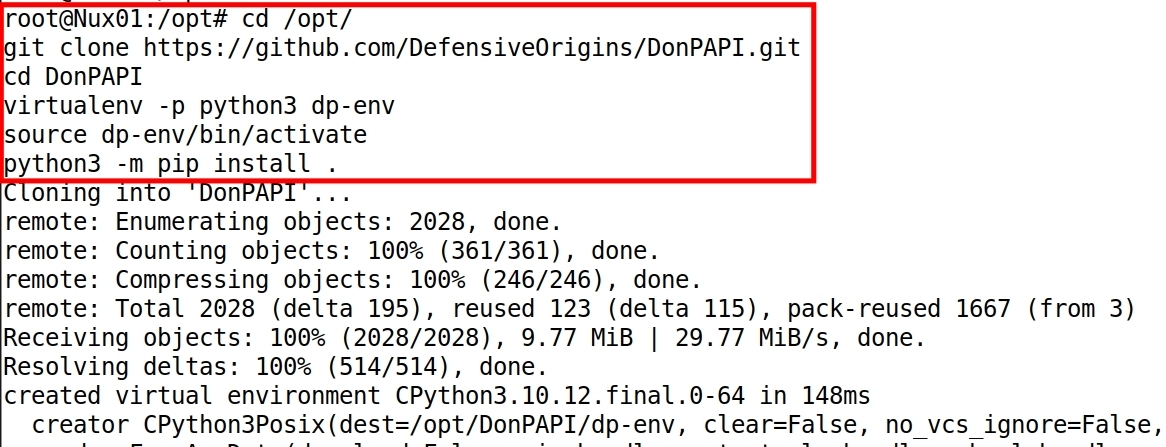 root@Nux01:/opt# cd /opt/
git clone https://github.com/DefensiveOrigins/DonPAPI.git
cd DonPAPI
virtualenv -p python3 dp-env
source dp-env/bin/activate
python3 -m pip install .
Cloning into 'DonPAPI'...
remote: Enumerating objects: 2028, done.
remote: Counting objects: 100% (361/361), done.
remote: Compressing objects: 100% (246/246), done.
remote: Total 2028 (delta 195), reused 123 (delta 115), pack-reused 1667 (from 3)
Receiving objects: 100% (2028/2028), 9.77 MiB | 29.77 MiB/s, done.
Resolving deltas: 100% (514/514), done.
created virtual environment CPython3.10.12.final.0-64 in 148ms
creator CPython3Posix(dest=/opt/DonPAPI/dp-env, clear=False, no_vcs_ignore=False,